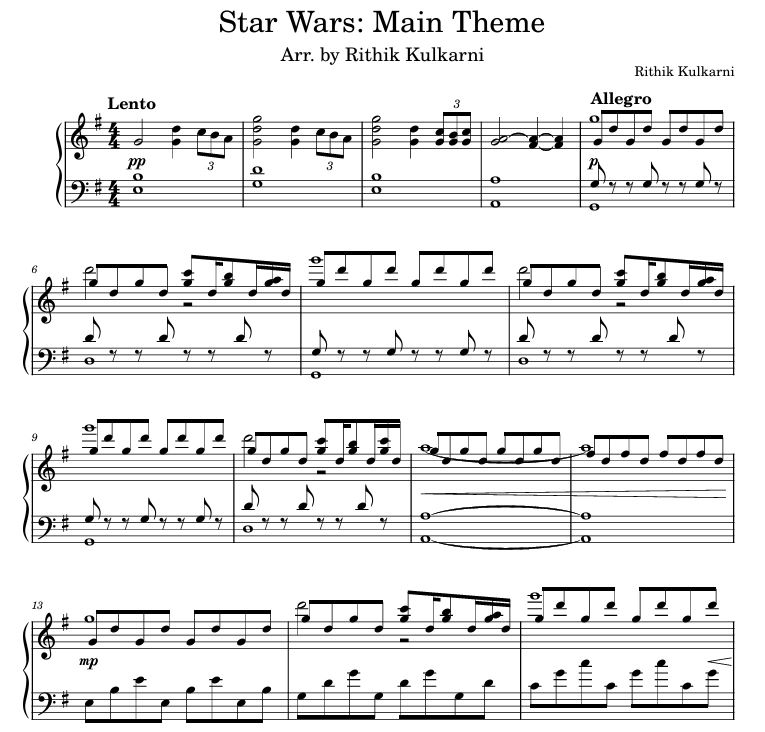 Star Wars: Main Theme
Arr. by Rithik Kulkarni
Rithik Kulkarni
Lento
Allegro
4 4
3
3
3
pp
p
6
9
13
mp